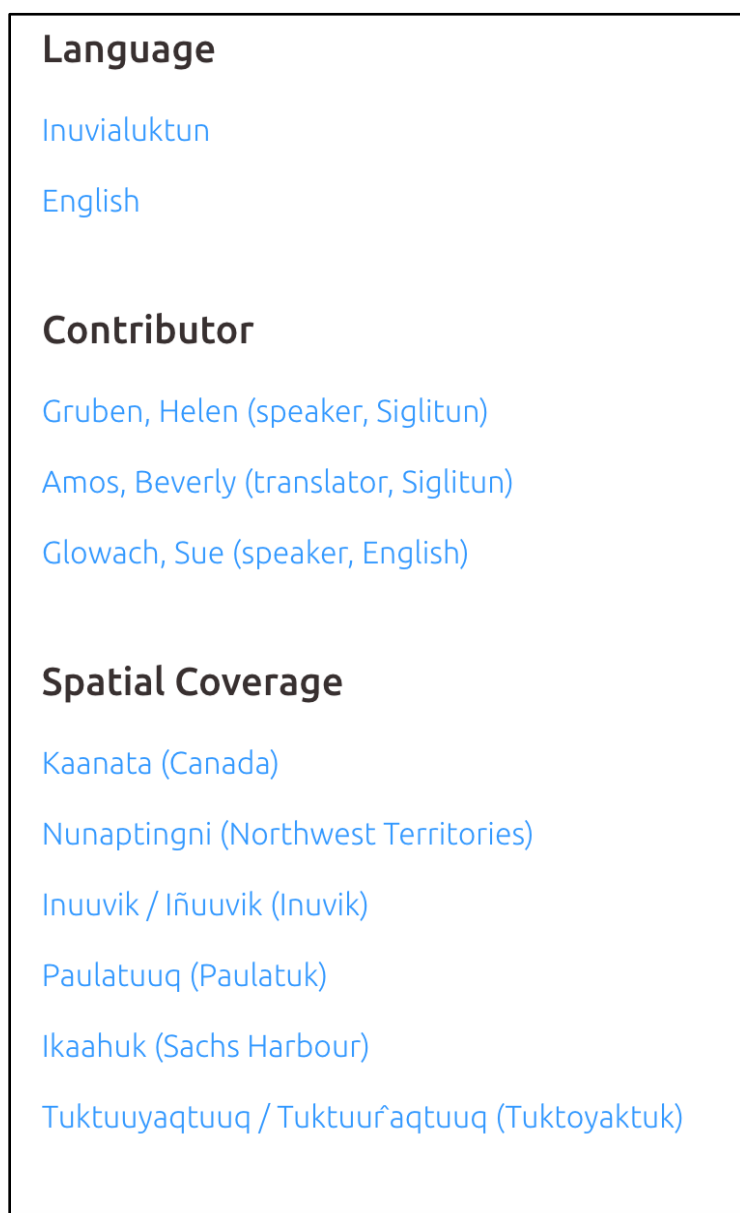 Language
Inuvialuktun
English
Contributor
Gruben, Helen (speaker, Siglitun)
Amos, Beverly (translator, Siglitun)
Glowach, Sue (speaker, English)
Spatial Coverage
Kaanata (Canada)
Nunaptingni (Northwest Territories)
Inuuvik / Iñuuvik (Inuvik)
Paulatuuq (Paulatuk)
Ikaahuk (Sachs Harbour)
Tuktuuyaqtuuq / Tuktuur̂aqtuuq (Tuktoyaktuk)